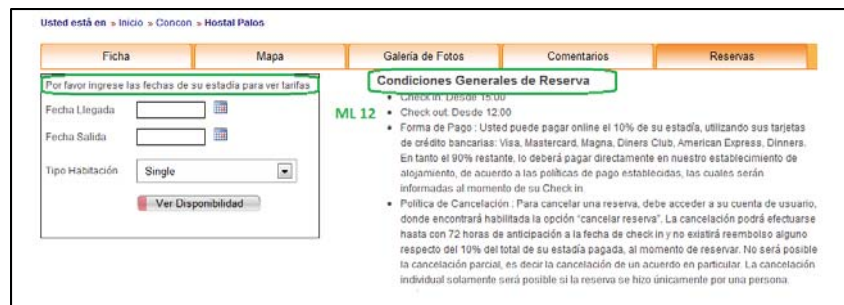 Usted está en » Inicio » Concon » Hostal Palos
Ficha
Mapa
Galería de Fotos
Comentarios
Reservas
Por favor ingrese las fechas de su estadía para ver tarifas
Fecha Llegada
Fecha Salida
Tipo Habitación
Single
Ver Disponibilidad
ML 12
Condiciones Generales de Reserva
• Check in: Desde 15:00
• Check out: Desde 12:00
• Forma de Pago : Usted puede pagar online el 10% de su estadía, utilizando sus tarjetas
de crédito bancarias: Visa, Mastercard, Magna, Diners Club, American Express, Dinners.
En tanto el 90% restante, lo deberá pagar directamente en nuestro establecimiento de
alojamiento, de acuerdo a las políticas de pago establecidas, las cuales serán
informadas al momento de su Check in.
• Política de Cancelación : Para cancelar una reserva, debe acceder a su cuenta de usuario,
donde encontrará habilitada la opción "cancelar reserva". La cancelación podrá efectuarse
hasta con 72 horas de anticipación a la fecha de check in y no existirá reembolso alguno
respecto del 10% del total de su estadía pagada, al momento de reservar. No será posible
la cancelación parcial, es decir la cancelación de un acuerdo en particular. La cancelación
individual solamente será posible si la reserva se hizo únicamente por una persona.